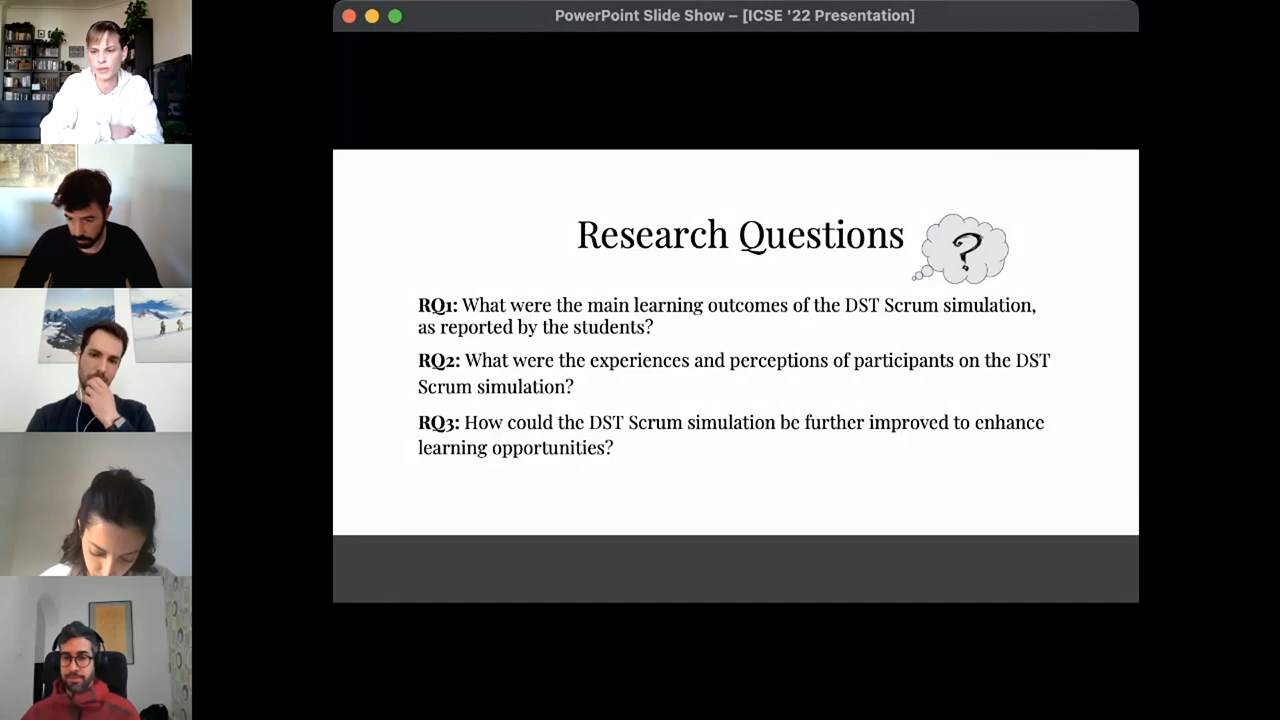 PowerPoint Slide Show – [ICSE '22 Presentation]
Research Questions
?
RQ1: What were the main learning outcomes of the DST Scrum simulation,
as reported by the students?
RQ2: What were the experiences and perceptions of participants on the DST
Scrum simulation?
RQ3: How could the DST Scrum simulation be further improved to enhance
learning opportunities?